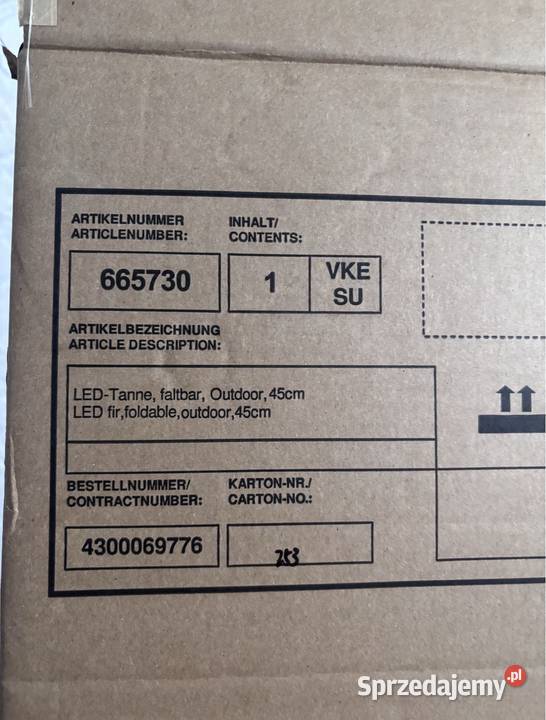 ARTIKELNUMMER
ARTICLENUMBER:
INHALT/
CONTENTS:
665730
1
VKE
SU
ARTIKELBEZEICHNUNG
ARTICLE DESCRIPTION:
LED-Tanne, faltbar, Outdoor,45cm
LED fir,foldable,outdoor,45cm
BESTELLNUMMER/
CONTRACTNUMBER:
KARTON-NR./
CARTON-NO.:
4300069776
253
Sprzedajemy.pl